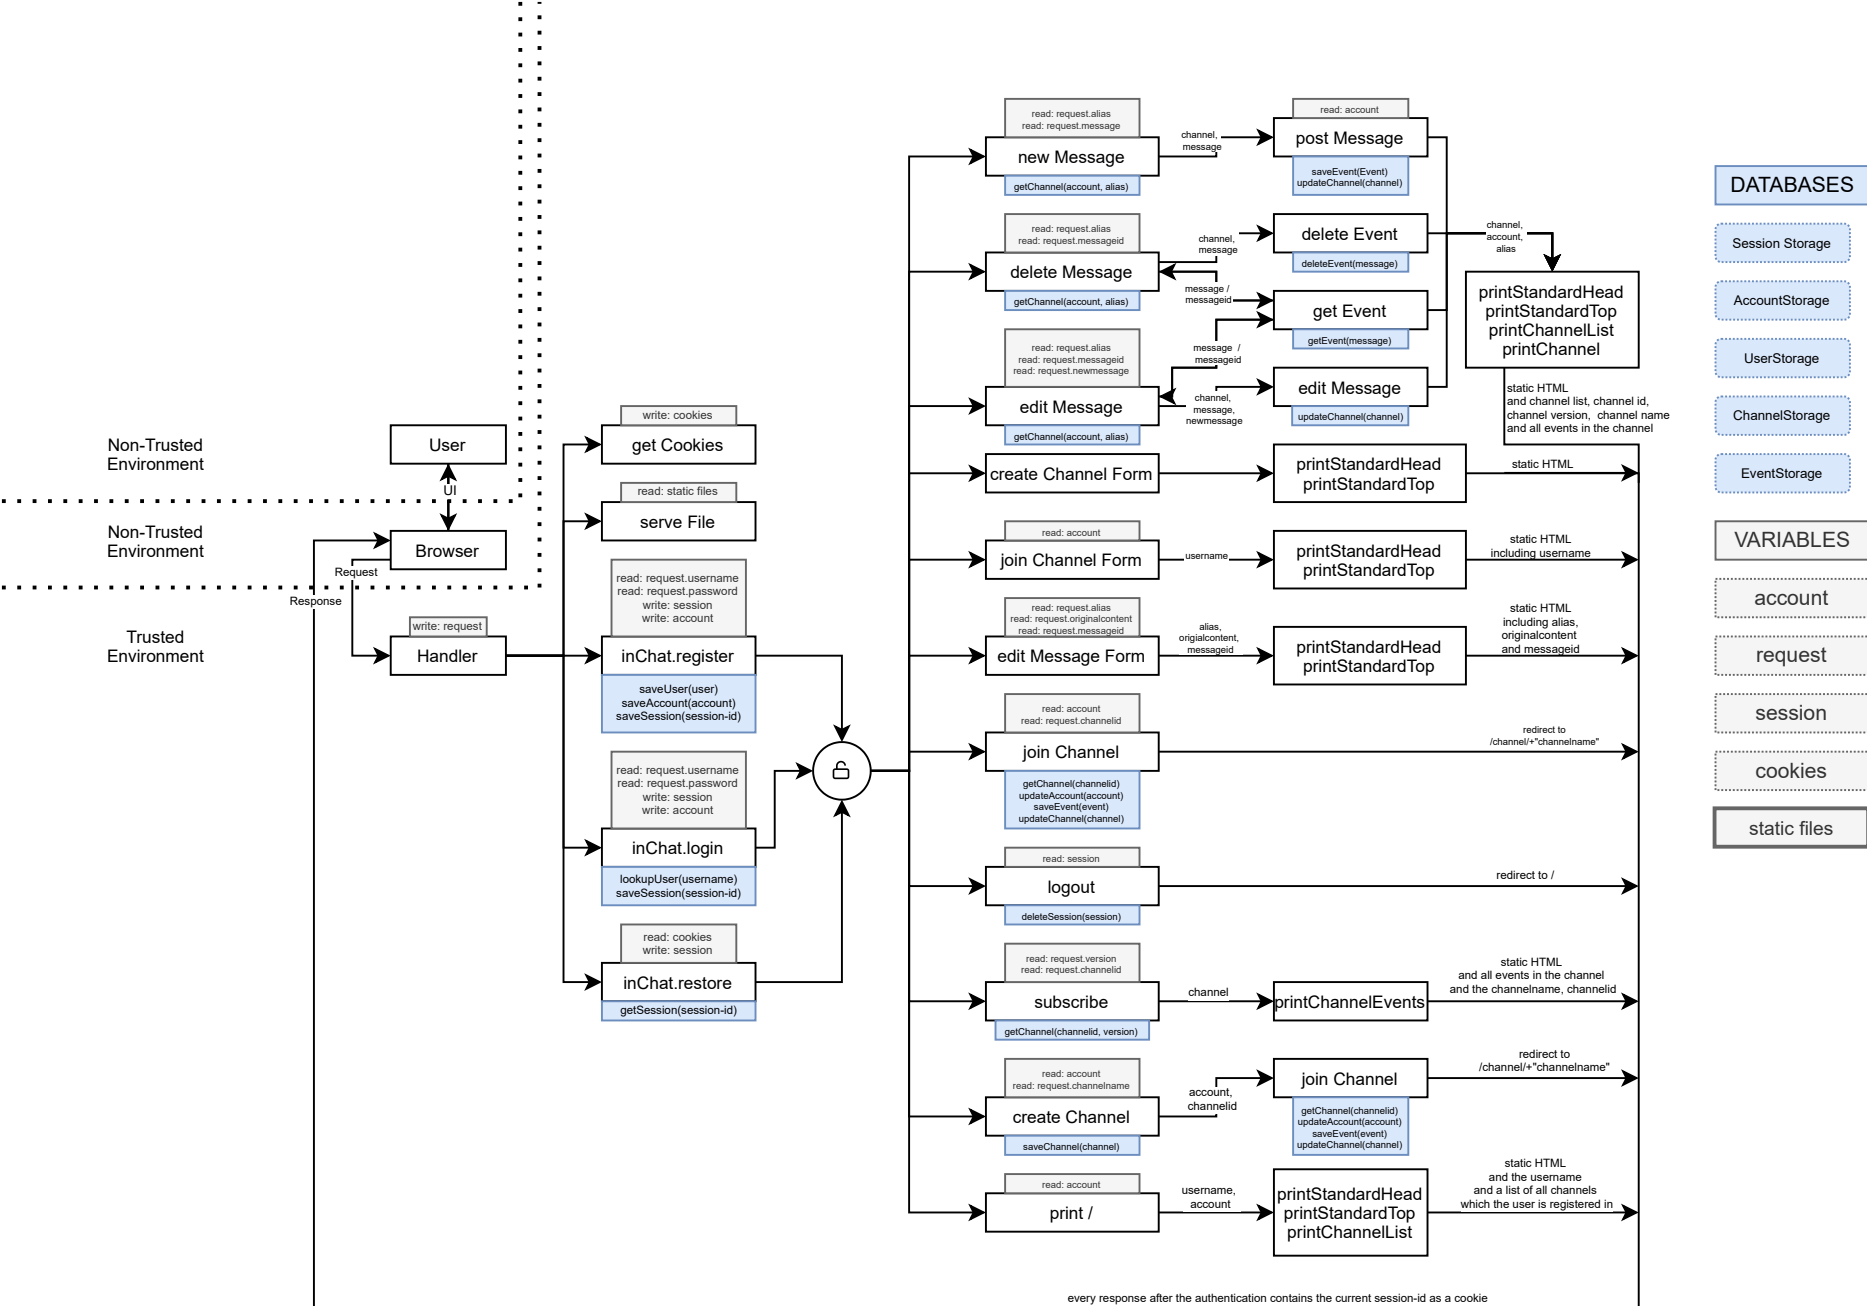 Non-Trusted
Environment
Non-Trusted
Environment
Trusted
Environment
User
UI
Browser
Request
Response
write: request
Handler
write: cookies
get Cookies
read: static files
serve File
read: request.username
read: request.password
write: session
write: account
inChat.register
saveUser(user)
saveAccount(account)
saveSession(session-id)
read: request.username
read: request.password
write: session
write: account
inChat.login
lookupUser(username)
saveSession(session-id)
read: cookies
write: session
inChat.restore
getSession(session-id)
read: request.alias
read: request.message
new Message
getChannel(account, alias)
channel,
message
read: account
post Message
saveEvent(Event)
updateChannel(channel)
read: request.alias
read: request.messageid
delete Message
getChannel(account, alias)
channel,
message
delete Event
deleteEvent(message)
message /
messageid
get Event
getEvent(message)
message /
messageid
read: request.alias
read: request.messageid
read: request.newmessage
edit Message
getChannel(account, alias)
channel,
message,
newmessage
edit Message
updateChannel(channel)
channel,
account,
alias
printStandardHead
printStandardTop
printChannelList
printChannel
static HTML
and channel list, channel id,
channel version, channel name
and all events in the channel
create Channel Form
printStandardHead
printStandardTop
static HTML
read: account
join Channel Form
username
printStandardHead
printStandardTop
static HTML
including username
read: request.alias
read: request.originalcontent
read: request.messageid
edit Message Form
alias,
origialcontent,
messageid
printStandardHead
printStandardTop
static HTML
including alias,
originalcontent
and messageid
read: account
read: request.channelid
join Channel
getChannel(channelid)
updateAccount(account)
saveEvent(event)
updateChannel(channel)
redirect to
/channel/+"channelname"
read: session
logout
deleteSession(session)
redirect to /
read: request.version
read: request.channelid
subscribe
getChannel(channelid, version)
channel
printChannelEvents
static HTML
and all events in the channel
and the channelname, channelid
read: account
read: request.channelname
create Channel
saveChannel(channel)
account,
channelid
join Channel
getChannel(channelid)
updateAccount(account)
saveEvent(event)
updateChannel(channel)
redirect to
/channel/+"channelname"
read: account
print /
username,
account
printStandardHead
printStandardTop
printChannelList
static HTML
and the username
and a list of all channels
which the user is registered in
every response after the authentication contains the current session-id as a cookie
DATABASES
Session Storage
AccountStorage
UserStorage
ChannelStorage
EventStorage
VARIABLES
account
request
session
cookies
static files